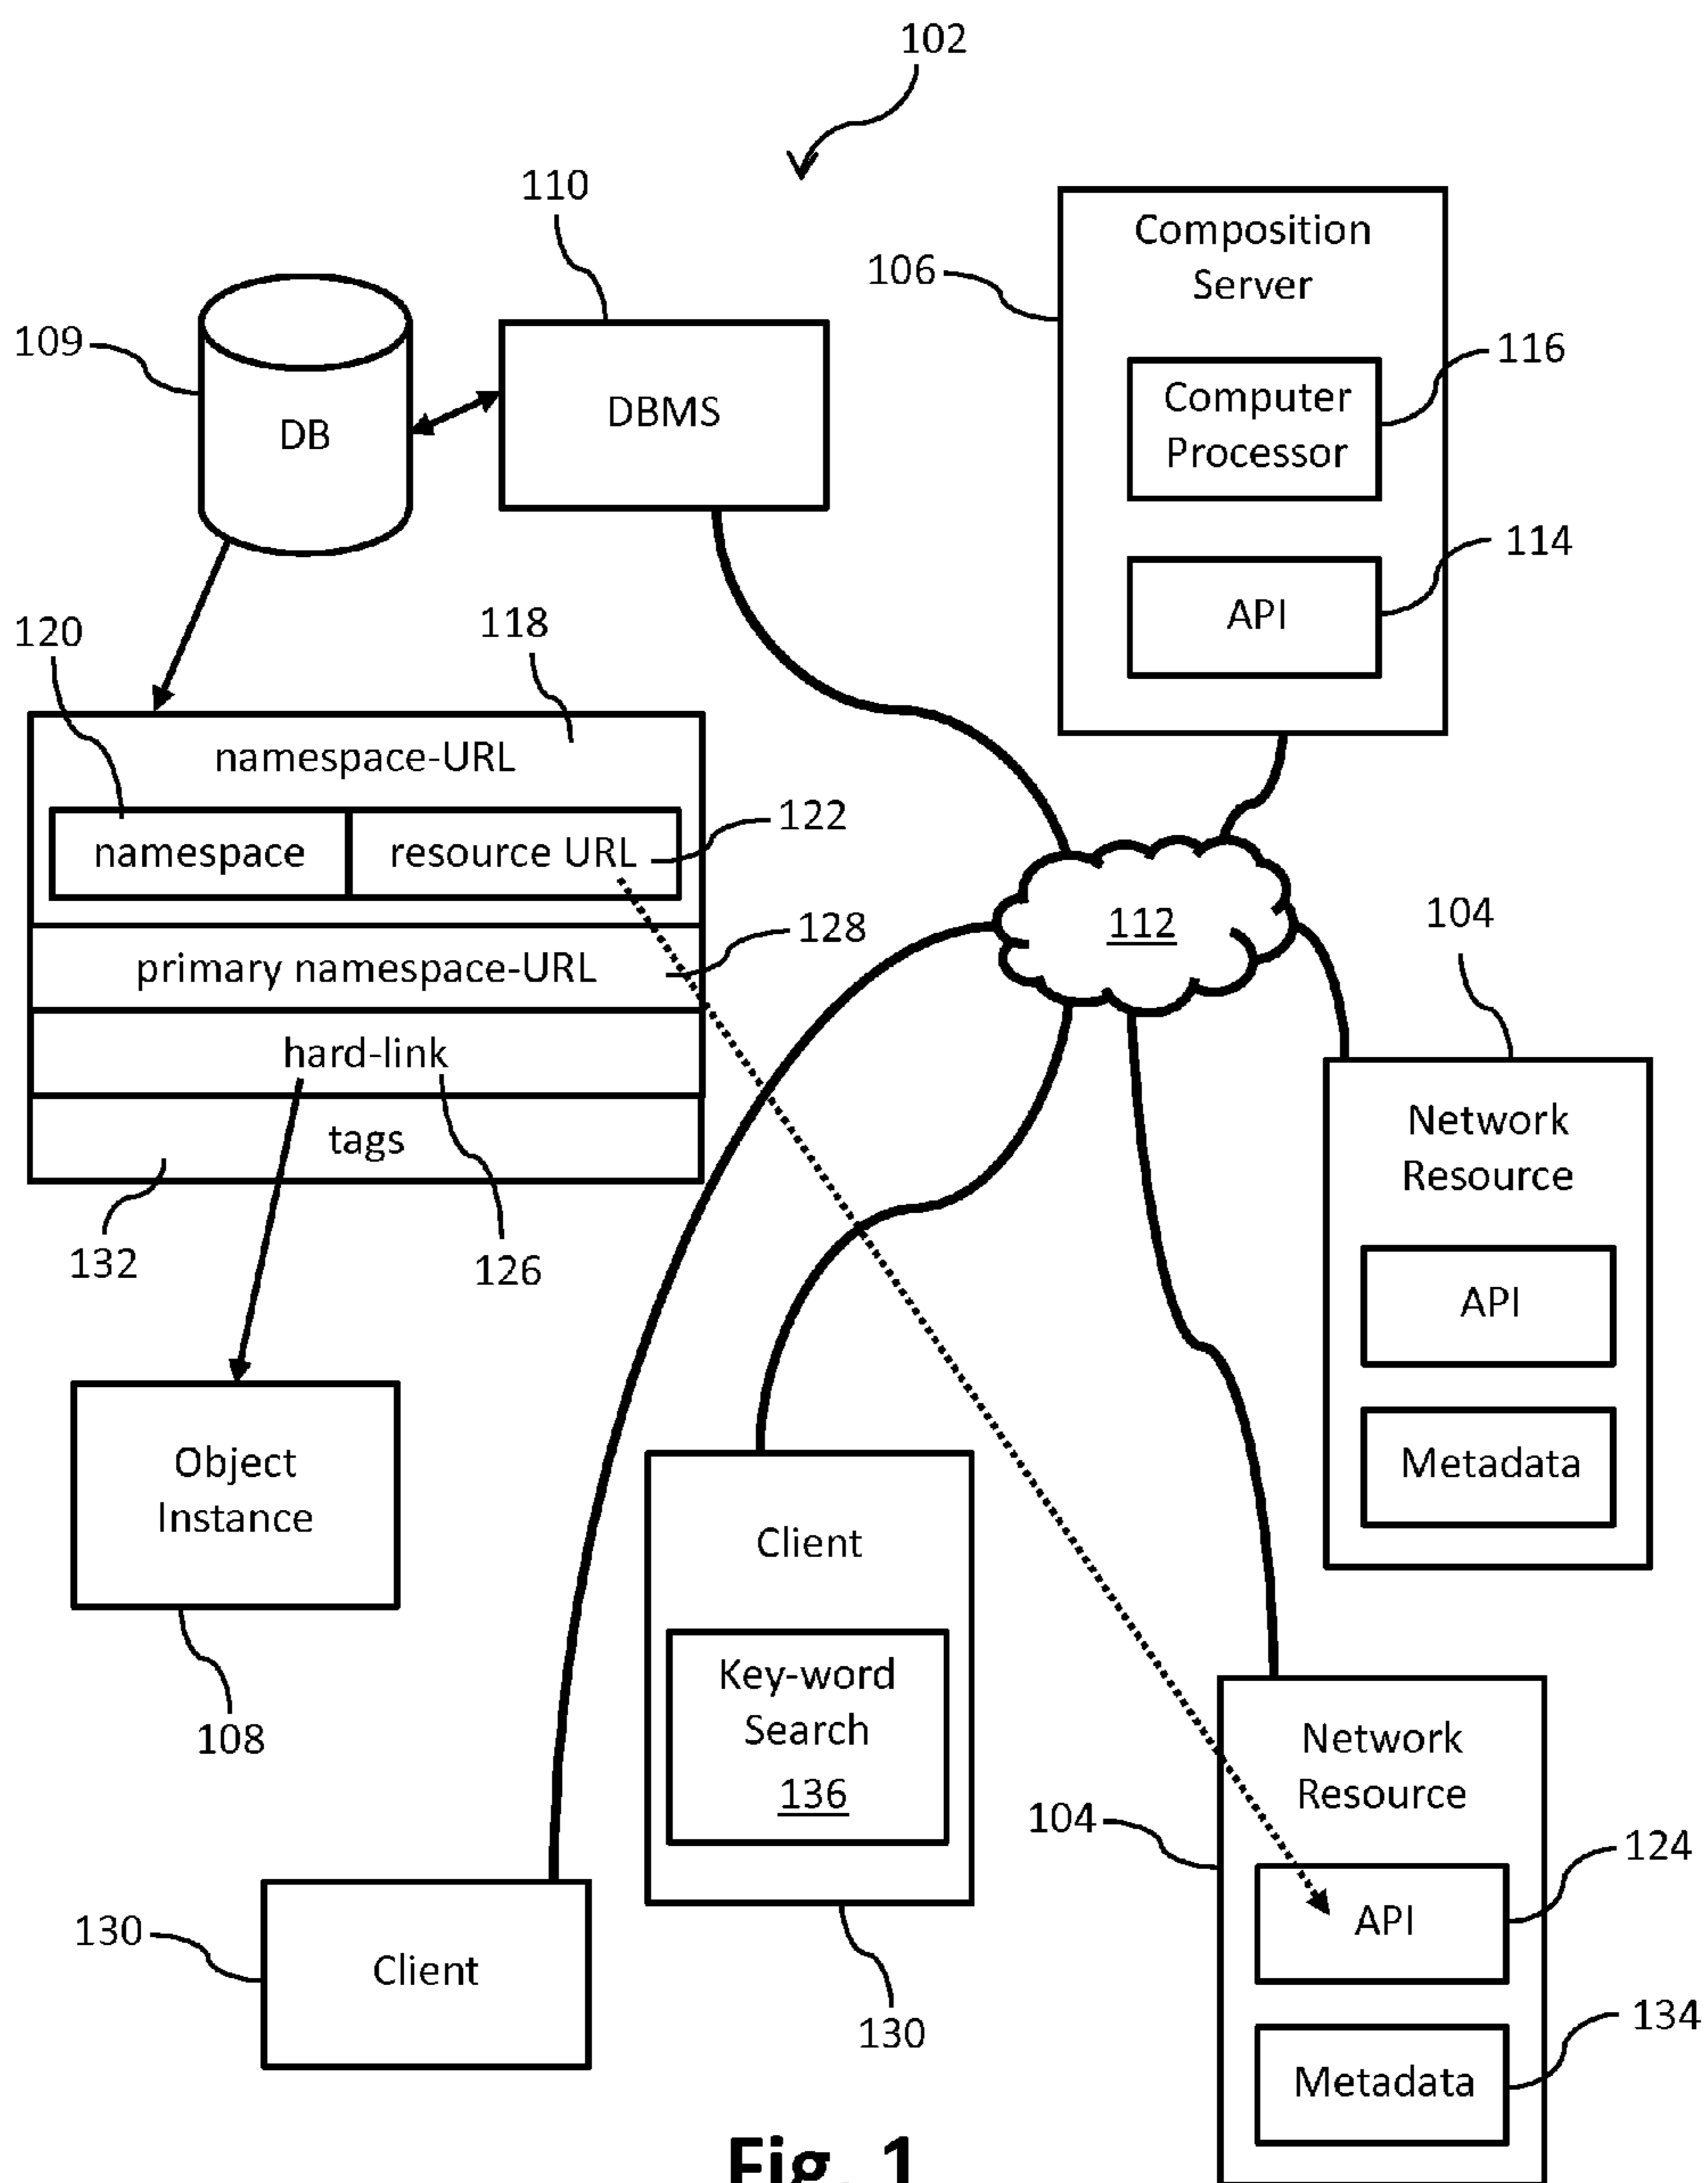 102
110
Composition
Server
106
109
116
Computer
Processor
DB
DBMS
114
API
120
118
namespace-URL
122
namespace
resource URL
128
112
104
primary namespace-URL
hard-link
tags
Network
Resource
132
126
API
Object
Instance
Metadata
Client
108
Key-word
Search
136
Network
Resource
104
124
130
Client
API
130
134
Metadata
Fig. 1